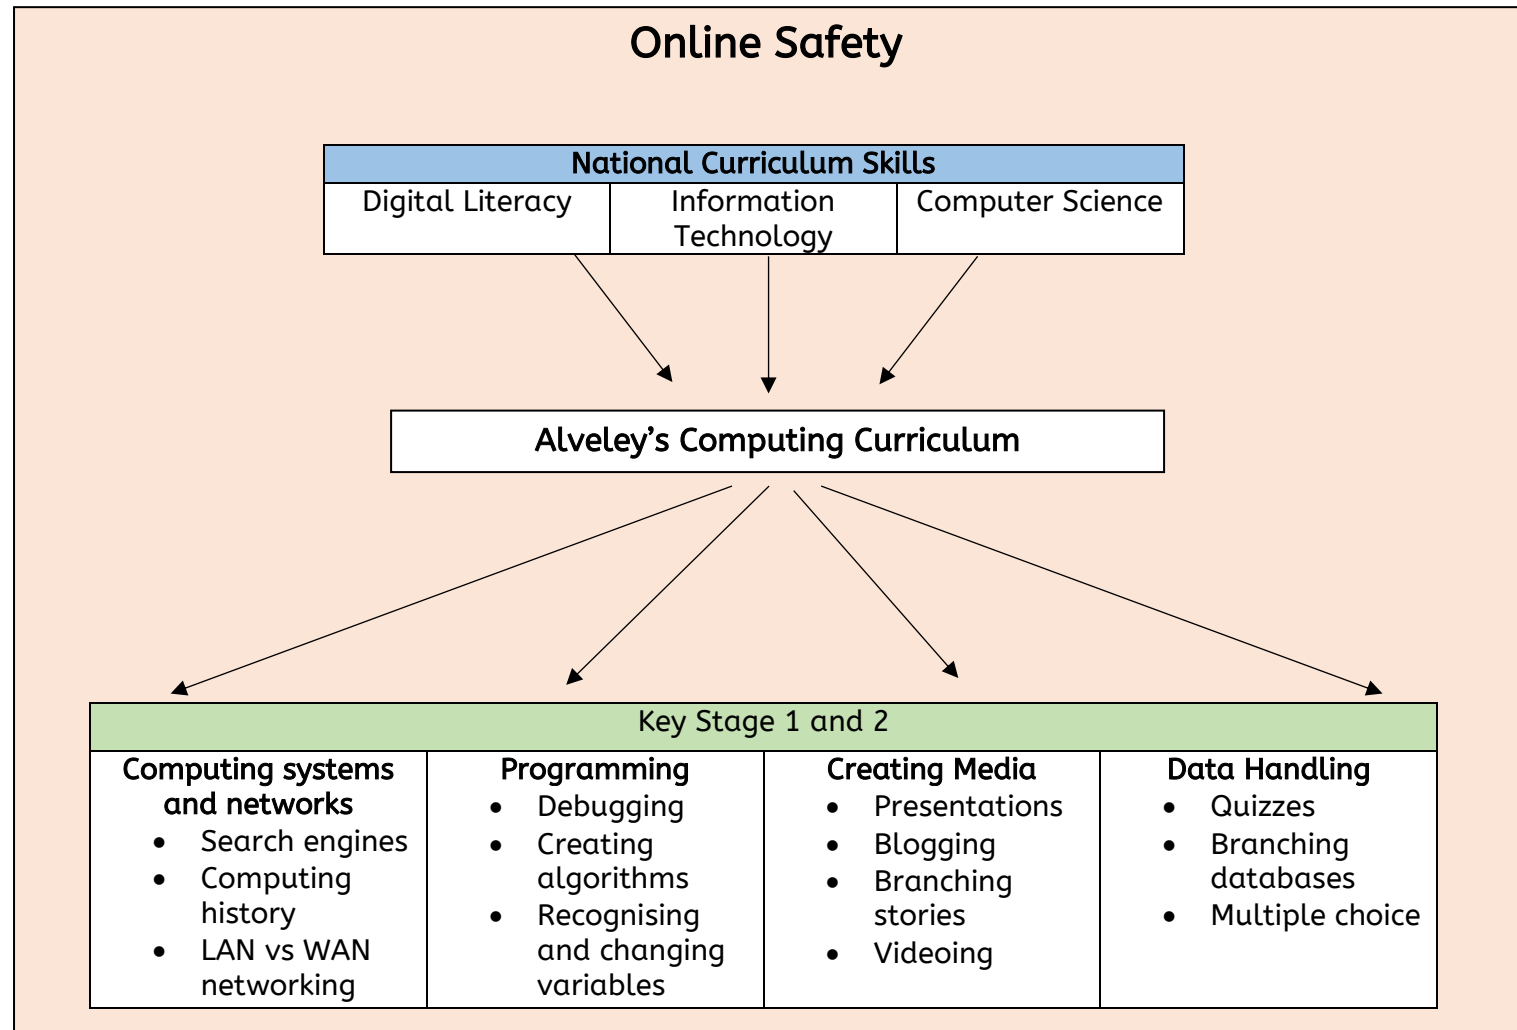 Online Safety
National Curriculum Skills
Digital Literacy
Information
Technology
Computer Science
Alveley's Computing Curriculum
Key Stage 1 and 2
Computing systems
and networks
• Search engines
• Computing
history
• LAN vs WAN
networking
Programming
• Debugging
• Creating
algorithms
• Recognising
and changing
variables
Creating Media
• Presentations
• Blogging
• Branching
stories
• Videoing
Data Handling
• Quizzes
• Branching
databases
• Multiple choice